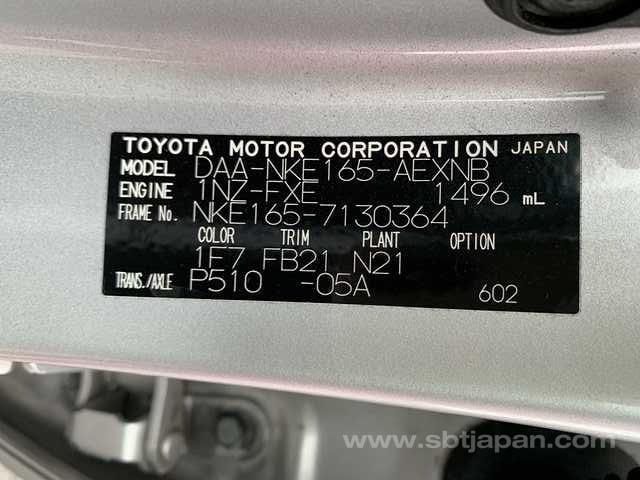 TOYOTA MOTOR CORPORATION JAPAN
MODEL DAA-NKE165-AEXNB
ENGINE 1NZ-FXE 1496 mL
FRAME No. NKE165-7130364
COLOR TRIM PLANT OPTION
1F7 FB21 N21
TRANS./AXLE P510 -05A 602
www.sbtjapan.com